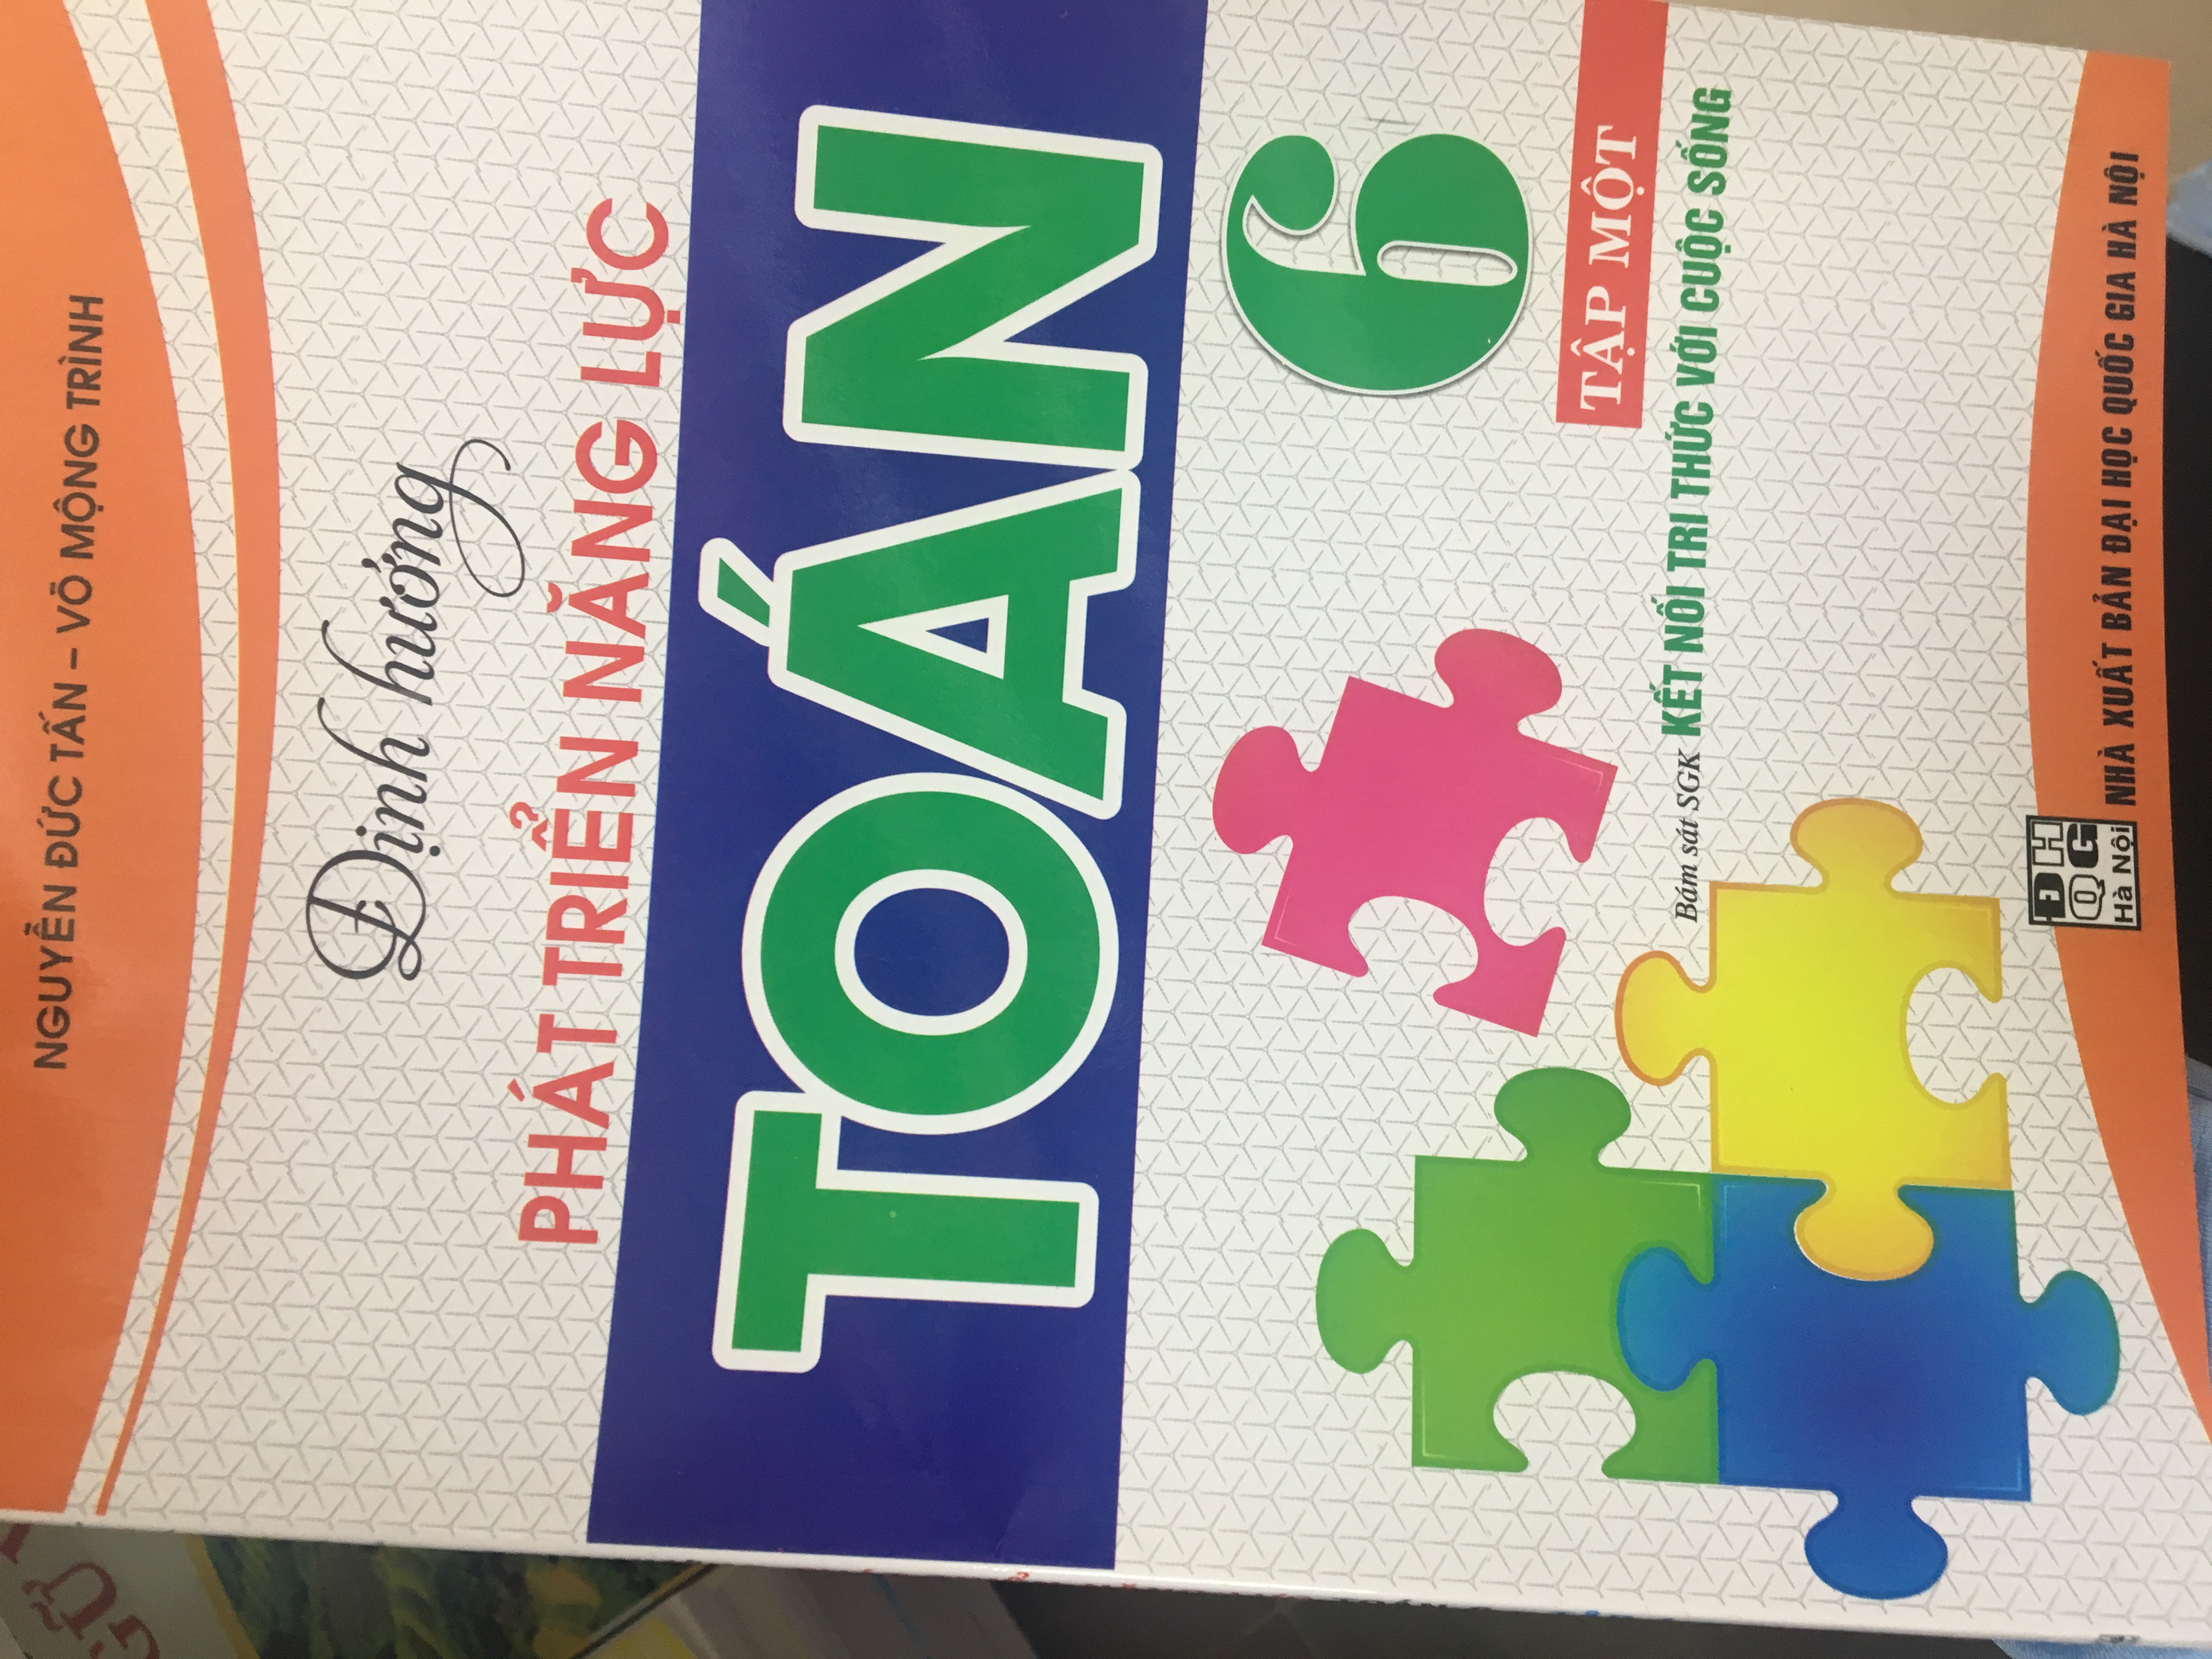 NGUYỄN ĐỨC TẤN – VÕ MỘNG TRÌNH
Định hưởng
PHÁT TRIỂN NĂNG LỰC
TOÁN
6
TẬP MỘT
Bám sát SGK KẾT NỐI TRI THỨC VỚI CUỘC SỐNG
ĐH
QG
Hà Nội
NHÀ XUẤT BẢN ĐẠI HỌC QUỐC GIA HÀ NỘI